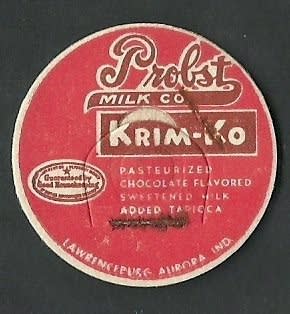 Probst
MILK CO
KRIM-KO
PASTEURIZED
CHOCOLATE FLAVORED
SWEETENED MILK
ADDED TAPIOCA
Guaranteed by
Good Housekeeping
LAWRENCEBURG AURORA IND.